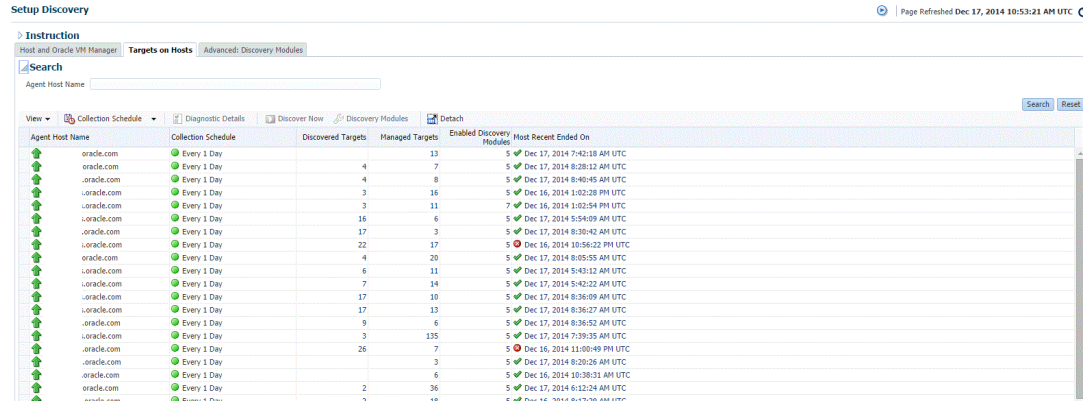 Setup Discovery
Page Refreshed Dec 17, 2014 10:53:21 AM UTC
Instruction
Host and Oracle VM Manager Targets on Hosts Advanced: Discovery Modules
Search
Agent Host Name
Search Reset
View Collection Schedule Diagnostic Details Discover Now Discovery Modules Detach
Agent Host Name Collection Schedule Discovered Targets Managed Targets Enabled Discovery Modules Most Recent Ended On
oracle.com Every 1 Day 13 5 Dec 17, 2014 7:42:18 AM UTC
oracle.com Every 1 Day 4 7 5 Dec 17, 2014 8:28:12 AM UTC
.oracle.com Every 1 Day 4 8 5 Dec 17, 2014 8:40:45 AM UTC
s.oracle.com Every 1 Day 3 16 5 Dec 16, 2014 1:02:28 PM UTC
s.oracle.com Every 1 Day 3 11 7 Dec 16, 2014 1:02:54 PM UTC
s.oracle.com Every 1 Day 16 6 5 Dec 17, 2014 5:54:09 AM UTC
.oracle.com Every 1 Day 17 3 5 Dec 17, 2014 8:30:42 AM UTC
s.oracle.com Every 1 Day 22 17 5 Dec 16, 2014 10:56:22 PM UTC
oracle.com Every 1 Day 4 20 5 Dec 17, 2014 8:05:55 AM UTC
s.oracle.com Every 1 Day 6 11 5 Dec 17, 2014 5:43:12 AM UTC
s.oracle.com Every 1 Day 7 14 5 Dec 17, 2014 5:42:22 AM UTC
s.oracle.com Every 1 Day 17 10 5 Dec 17, 2014 8:36:09 AM UTC
s.oracle.com Every 1 Day 17 13 5 Dec 17, 2014 8:36:27 AM UTC
.oracle.com Every 1 Day 9 6 5 Dec 17, 2014 8:36:52 AM UTC
s.oracle.com Every 1 Day 3 135 5 Dec 17, 2014 7:39:35 AM UTC
.oracle.com Every 1 Day 26 7 5 Dec 16, 2014 11:00:49 PM UTC
.oracle.com Every 1 Day 3 5 Dec 17, 2014 8:20:26 AM UTC
.oracle.com Every 1 Day 6 5 Dec 16, 2014 10:38:31 AM UTC
oracle.com Every 1 Day 2 36 5 Dec 17, 2014 6:12:24 AM UTC
oracle.com Every 1 Day 2 18 5 Dec 16, 2014 8:17:29 AM UTC